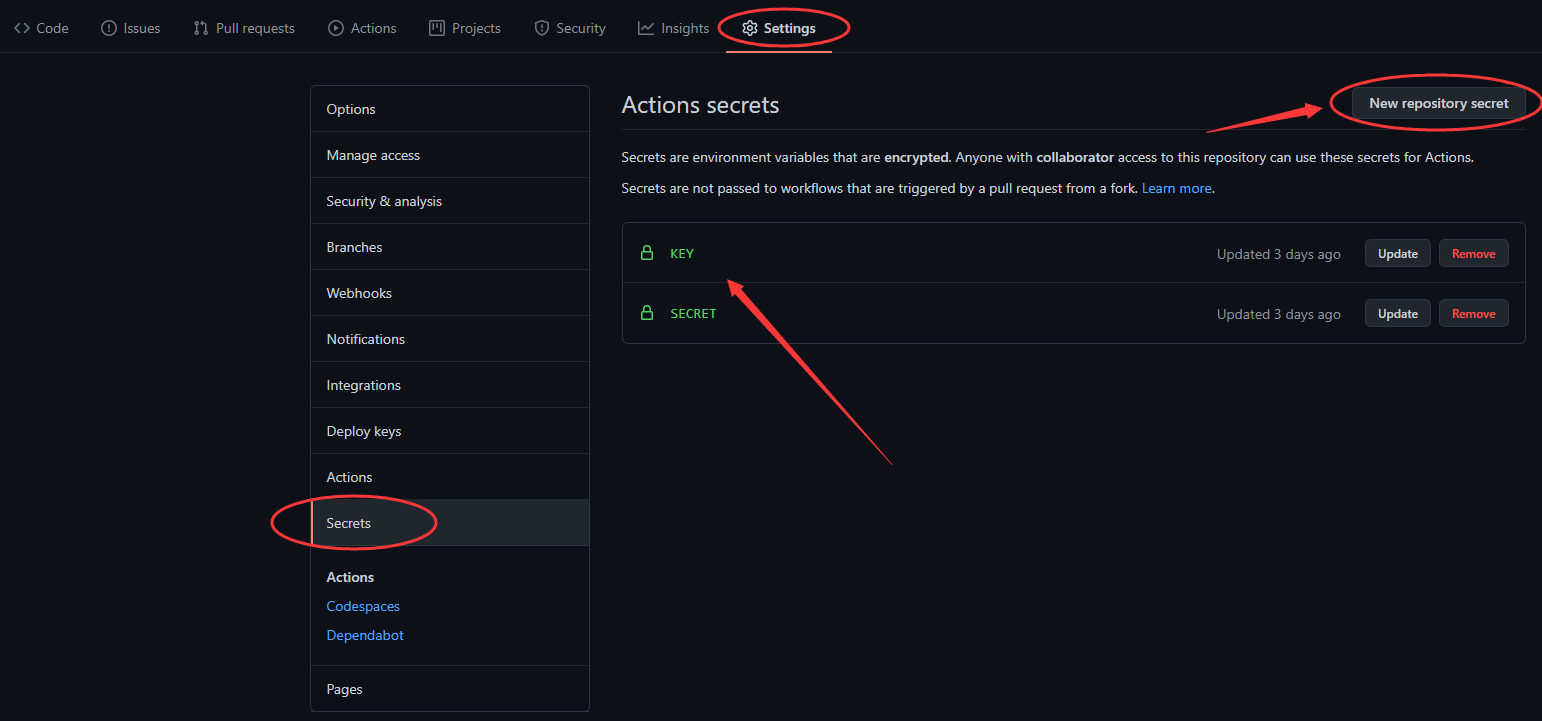 Code Issues Pull requests Actions Projects Security Insights Settings
Options
Manage access
Security & analysis
Branches
Webhooks
Notifications
Integrations
Deploy keys
Actions
Secrets
Actions
Codespaces
Dependabot
Pages
Actions secrets
New repository secret
Secrets are environment variables that are encrypted. Anyone with collaborator access to this repository can use these secrets for Actions.
Secrets are not passed to workflows that are triggered by a pull request from a fork. Learn more.
KEY Updated 3 days ago Update Remove
SECRET Updated 3 days ago Update Remove